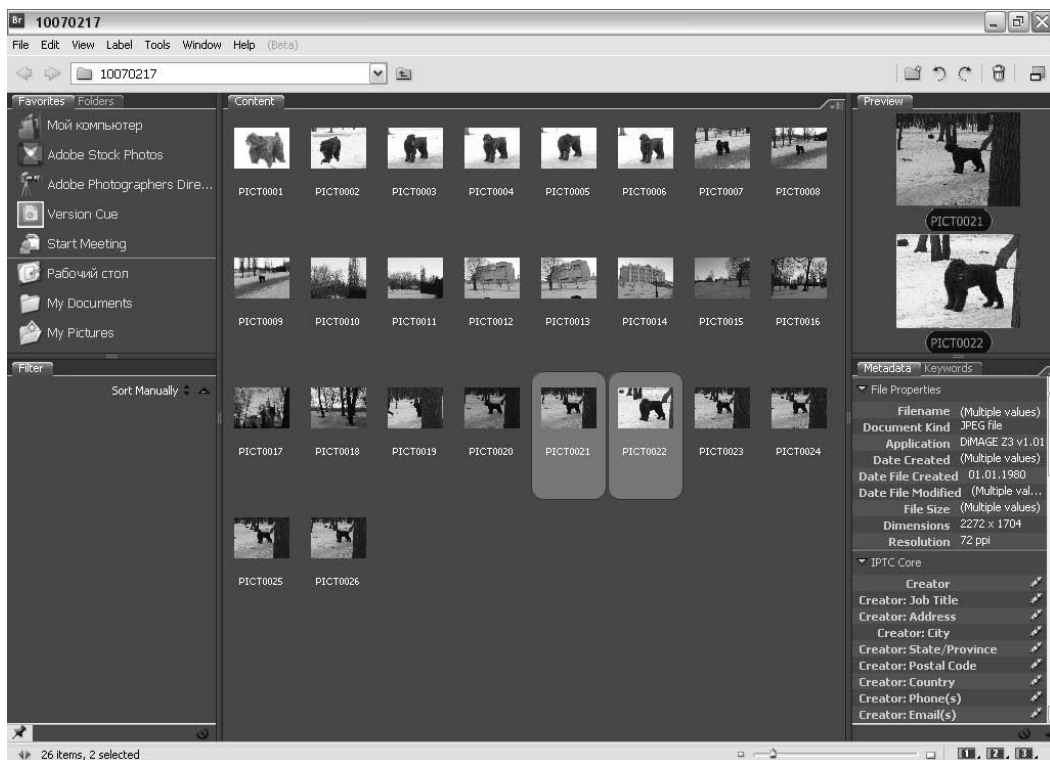 Br 10070217
File Edit View Label Tools Window Help (Beta)
10070217
Favorites Folders
Мой компьютер
Adobe Stock Photos
Adobe Photographers Dire...
Version Cue
Start Meeting
Рабочий стол
My Documents
My Pictures
Filter
Sort Manually
Content
PICT0001 PICT0002 PICT0003 PICT0004 PICT0005 PICT0006 PICT0007 PICT0008
PICT0009 PICT0010 PICT0011 PICT0012 PICT0013 PICT0014 PICT0015 PICT0016
PICT0017 PICT0018 PICT0019 PICT0020 PICT0021 PICT0022 PICT0023 PICT0024
PICT0025 PICT0026
Preview
PICT0021
PICT0022
Metadata Keywords
File Properties
Filename (Multiple values)
Document Kind JPEG file
Application DiMAGE Z3 v1.01
Date Created (Multiple values)
Date File Created 01.01.1980
Date File Modified (Multiple val...
File Size (Multiple values)
Dimensions 2272 x 1704
Resolution 72 ppi
IPTC Core
Creator
Creator: Job Title
Creator: Address
Creator: City
Creator: State/Province
Creator: Postal Code
Creator: Country
Creator: Phone(s)
Creator: Email(s)
26 items, 2 selected
1 2 3